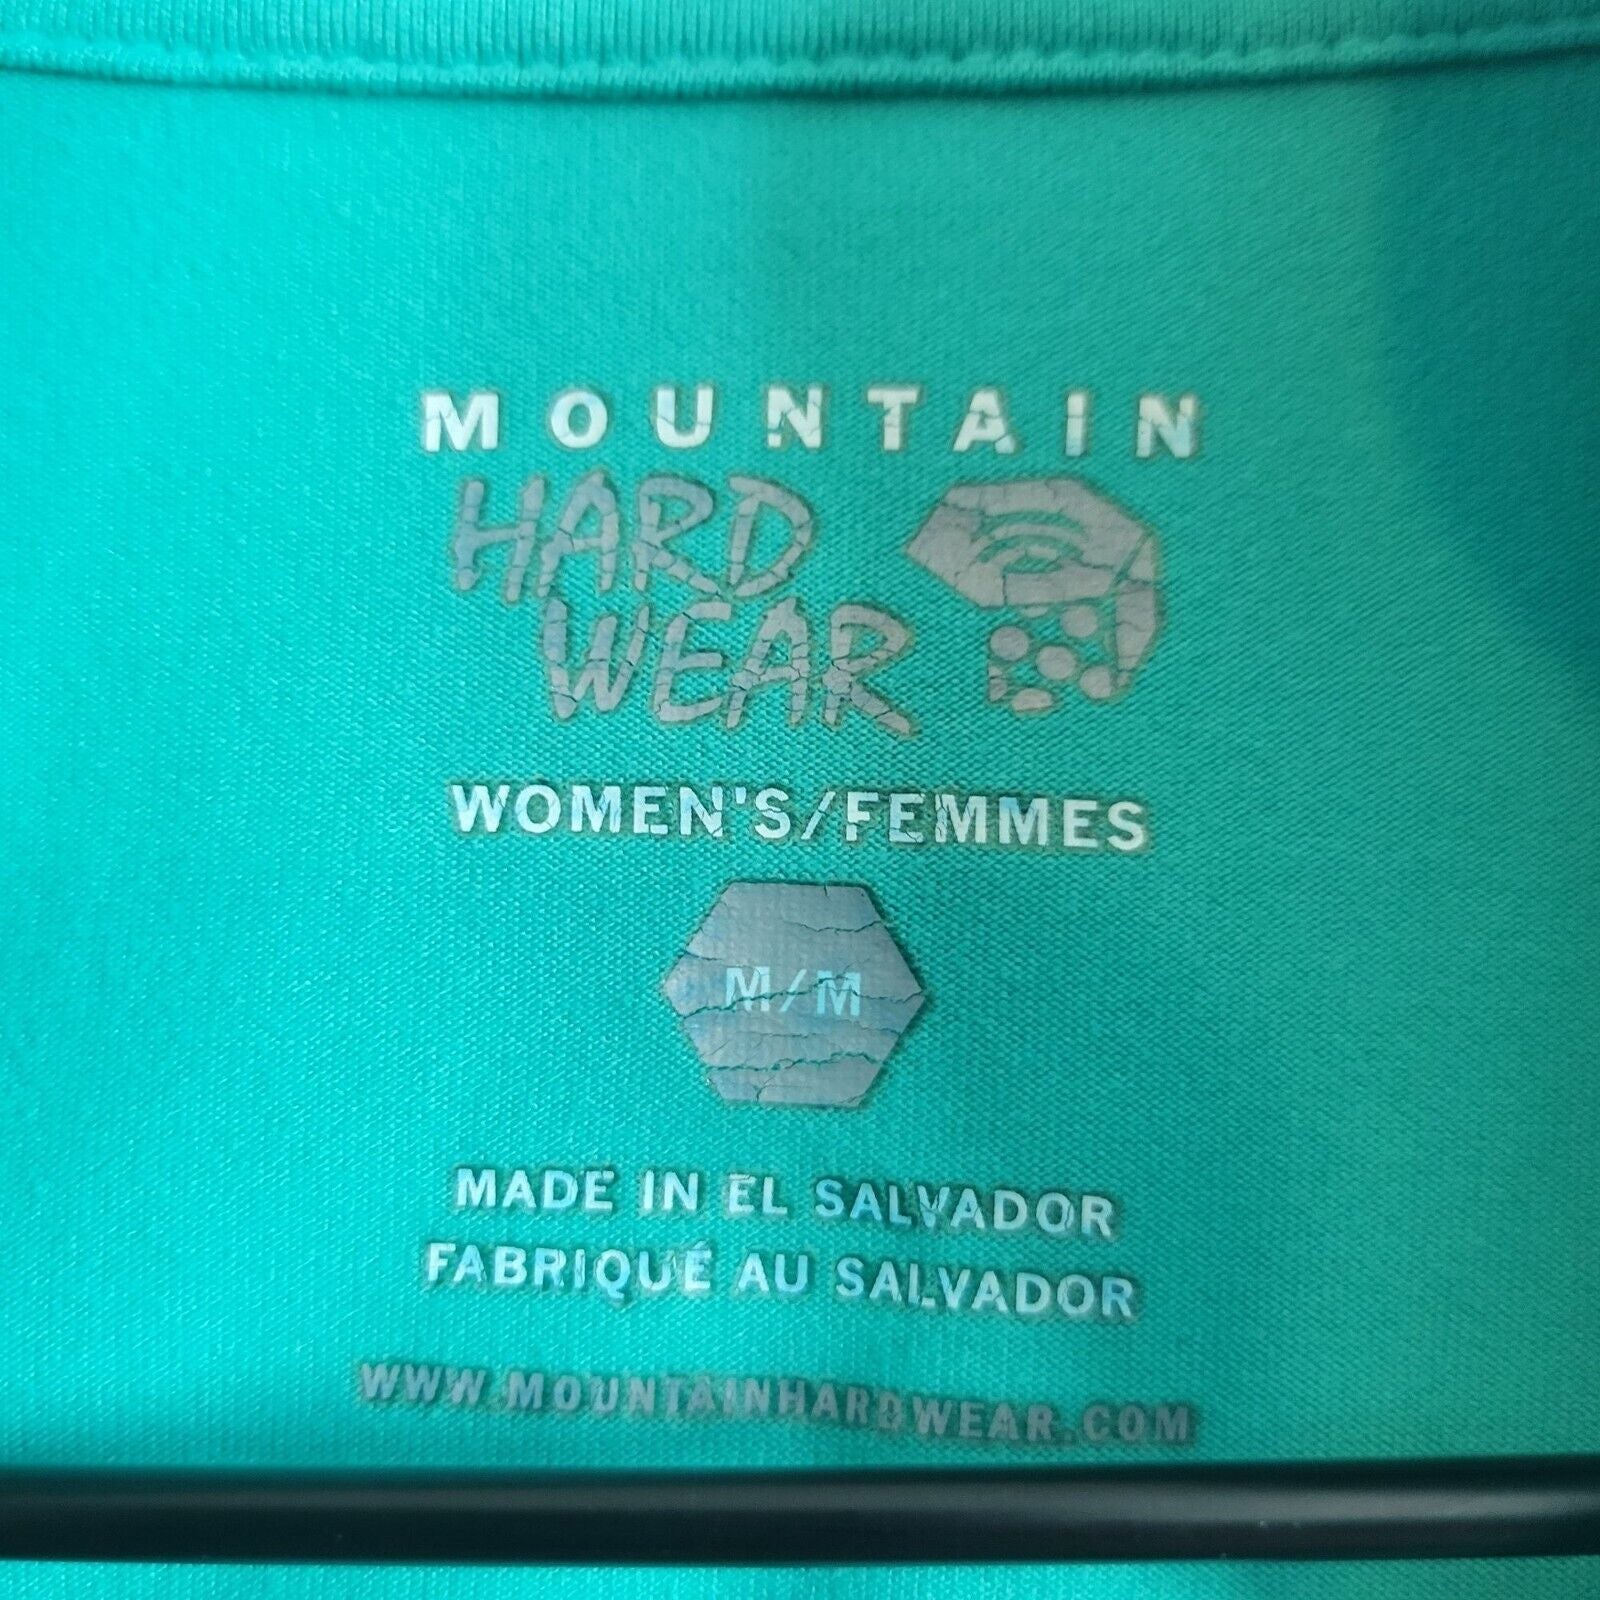 MOUNTAIN
HARD
WEAR
WOMEN'S/FEMMES
M/M
MADE IN EL SALVADOR
FABRIQUÉ AU SALVADOR
WWW.MOUNTAINHARDWEAR.COM